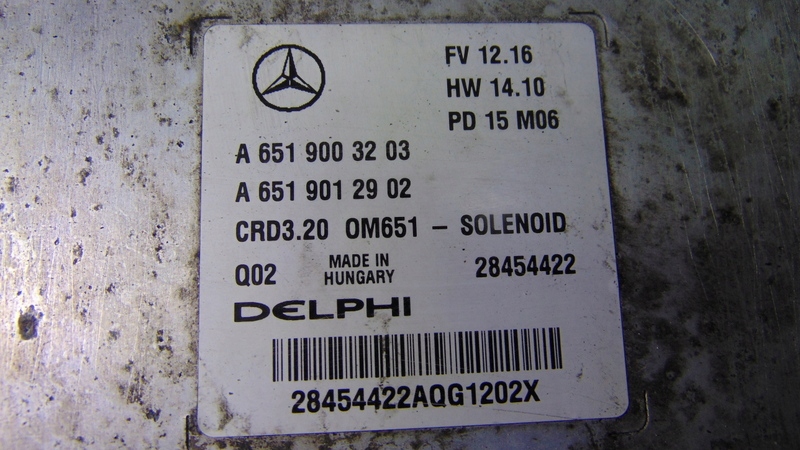 FV 12.16
HW 14.10
PD 15 M06
A 651 900 32 03
A 651 901 29 02
CRD3.20 OM651 – SOLENOID
Q02 MADE IN HUNGARY 28454422
DELPHI
28454422AQG1202X